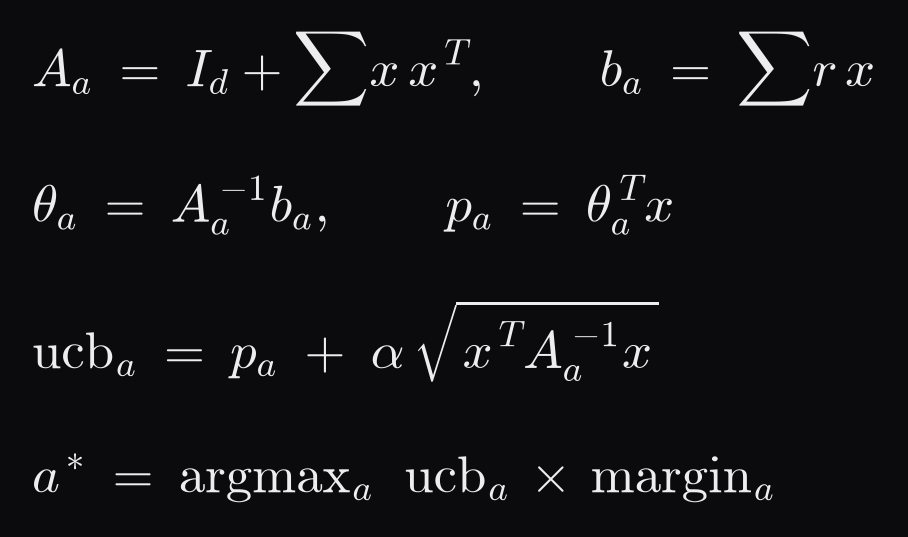 A_a = I_d + ∑ x x^T, b_a = ∑ r x
θ_a = A_a^{-1} b_a, p_a = θ_a^T x
ucb_a = p_a + α √(x^T A_a^{-1} x)
a^* = argmax_a ucb_a × margin_a